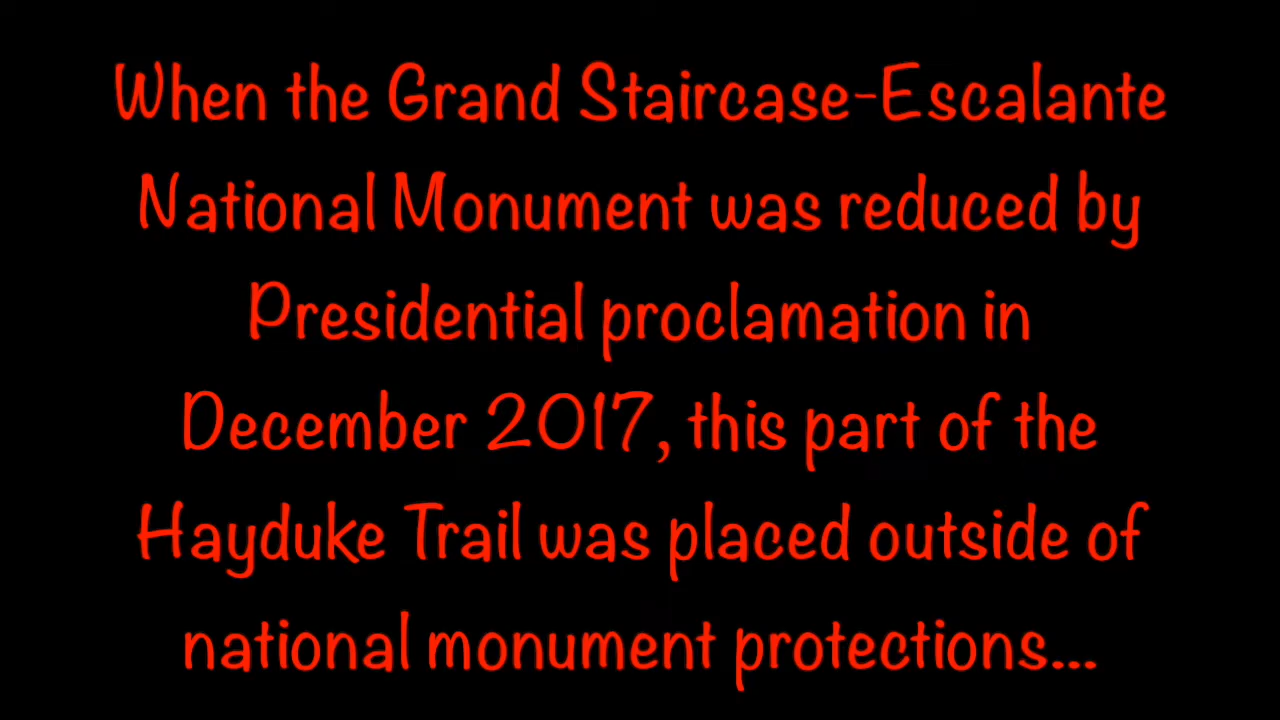 When the Grand Staircase-Escalante
National Monument was reduced by
Presidential proclamation in
December 2017, this part of the
Hayduke Trail was placed outside of
national monument protections...